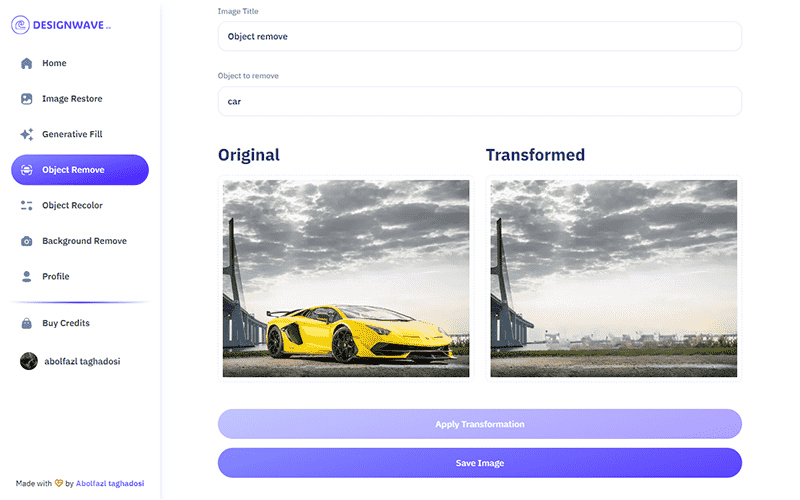 DESIGNWAVE
Home
Image Restore
Generative Fill
Object Remove
Object Recolor
Background Remove
Profile
Buy Credits
abolfazl taghadosi
Made with 💛 by Abolfazl taghadosi
Image Title
Object remove
Object to remove
car
Original
Transformed
Apply Transformation
Save Image